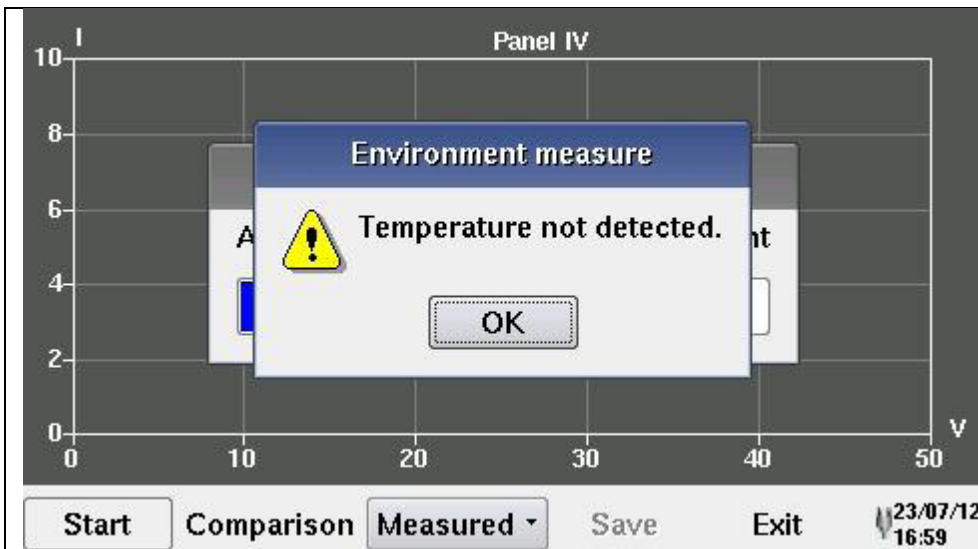 I
Panel IV
10
8
6
4
2
0
Environment measure
Temperature not detected.
OK
0 10 20 30 40 50
V
Start Comparison Measured Save Exit 23/07/12
16:59